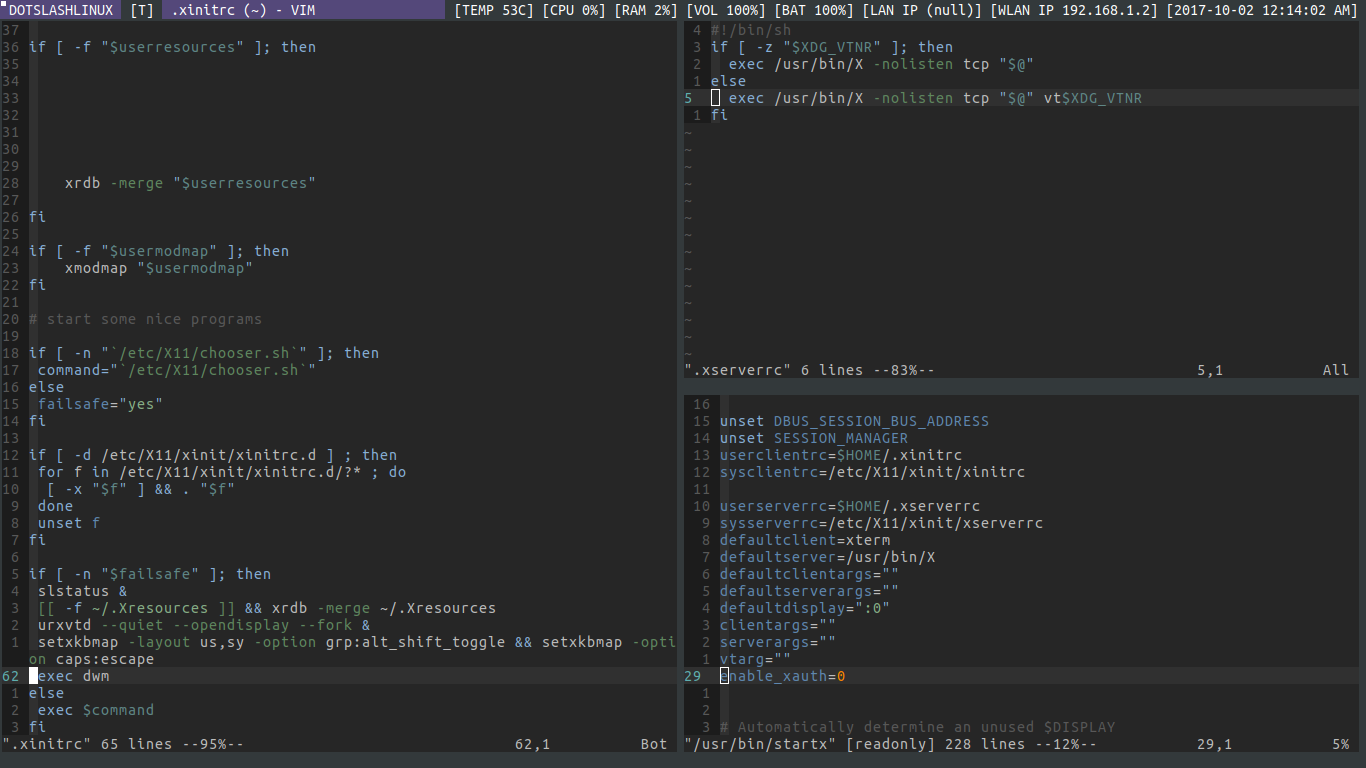 DOTSLASHLINUX [T] .xinitrc (~) - VIM [TEMP 53C] [CPU 0%] [RAM 2%] [VOL 100%] [BAT 100%] [LAN IP (null)] [WLAN IP 192.168.1.2] [2017-10-02 12:14:02 AM]
37
36 if [ -f "$userresources" ]; then
35
34
33
32
31
30
29
28     xrdb -merge "$userresources"
27
26 fi
25
24 if [ -f "$usermodmap" ]; then
23     xmodmap "$usermodmap"
22 fi
21
20 # start some nice programs
19
18 if [ -n "`/etc/X11/chooser.sh`" ]; then
17  command="`/etc/X11/chooser.sh`"
16 else
15  failsafe="yes"
14 fi
13
12 if [ -d /etc/X11/xinit/xinitrc.d ] ; then
11  for f in /etc/X11/xinit/xinitrc.d/?* ; do
10   [ -x "$f" ] && . "$f"
9  done
8  unset f
7 fi
6
5 if [ -n "$failsafe" ]; then
4  slstatus &
3  [[ -f ~/.Xresources ]] && xrdb -merge ~/.Xresources
2  urxvtd --quiet --opendisplay --fork &
1  setxkbmap -layout us,sy -option grp:alt_shift_toggle && setxkbmap -opti
on caps:escape
62  exec dwm
1 else
2  exec $command
3 fi
".xinitrc" 65 lines --95%-- 62,1 Bot
4 #!/bin/sh
3 if [ -z "$XDG_VTNR" ]; then
2   exec /usr/bin/X -nolisten tcp "$@"
1 else
5   exec /usr/bin/X -nolisten tcp "$@" vt$XDG_VTNR
1 fi
~
~
~
~
~
~
~
~
~
~
~
~
~
~
".xserverrc" 6 lines --83%-- 5,1 All
16
15 unset DBUS_SESSION_BUS_ADDRESS
14 unset SESSION_MANAGER
13 userclientrc=$HOME/.xinitrc
12 sysclientrc=/etc/X11/xinit/xinitrc
11
10 userserverrc=$HOME/.xserverrc
9 sysserverrc=/etc/X11/xinit/xserverrc
8 defaultclient=xterm
7 defaultserver=/usr/bin/X
6 defaultclientargs=""
5 defaultserverargs=""
4 defaultdisplay=":0"
3 clientargs=""
2 serverargs=""
1 vtarg=""
29 enable_xauth=0
1
2
3 # Automatically determine an unused $DISPLAY
"/usr/bin/startx" [readonly] 228 lines --12%-- 29,1 5%